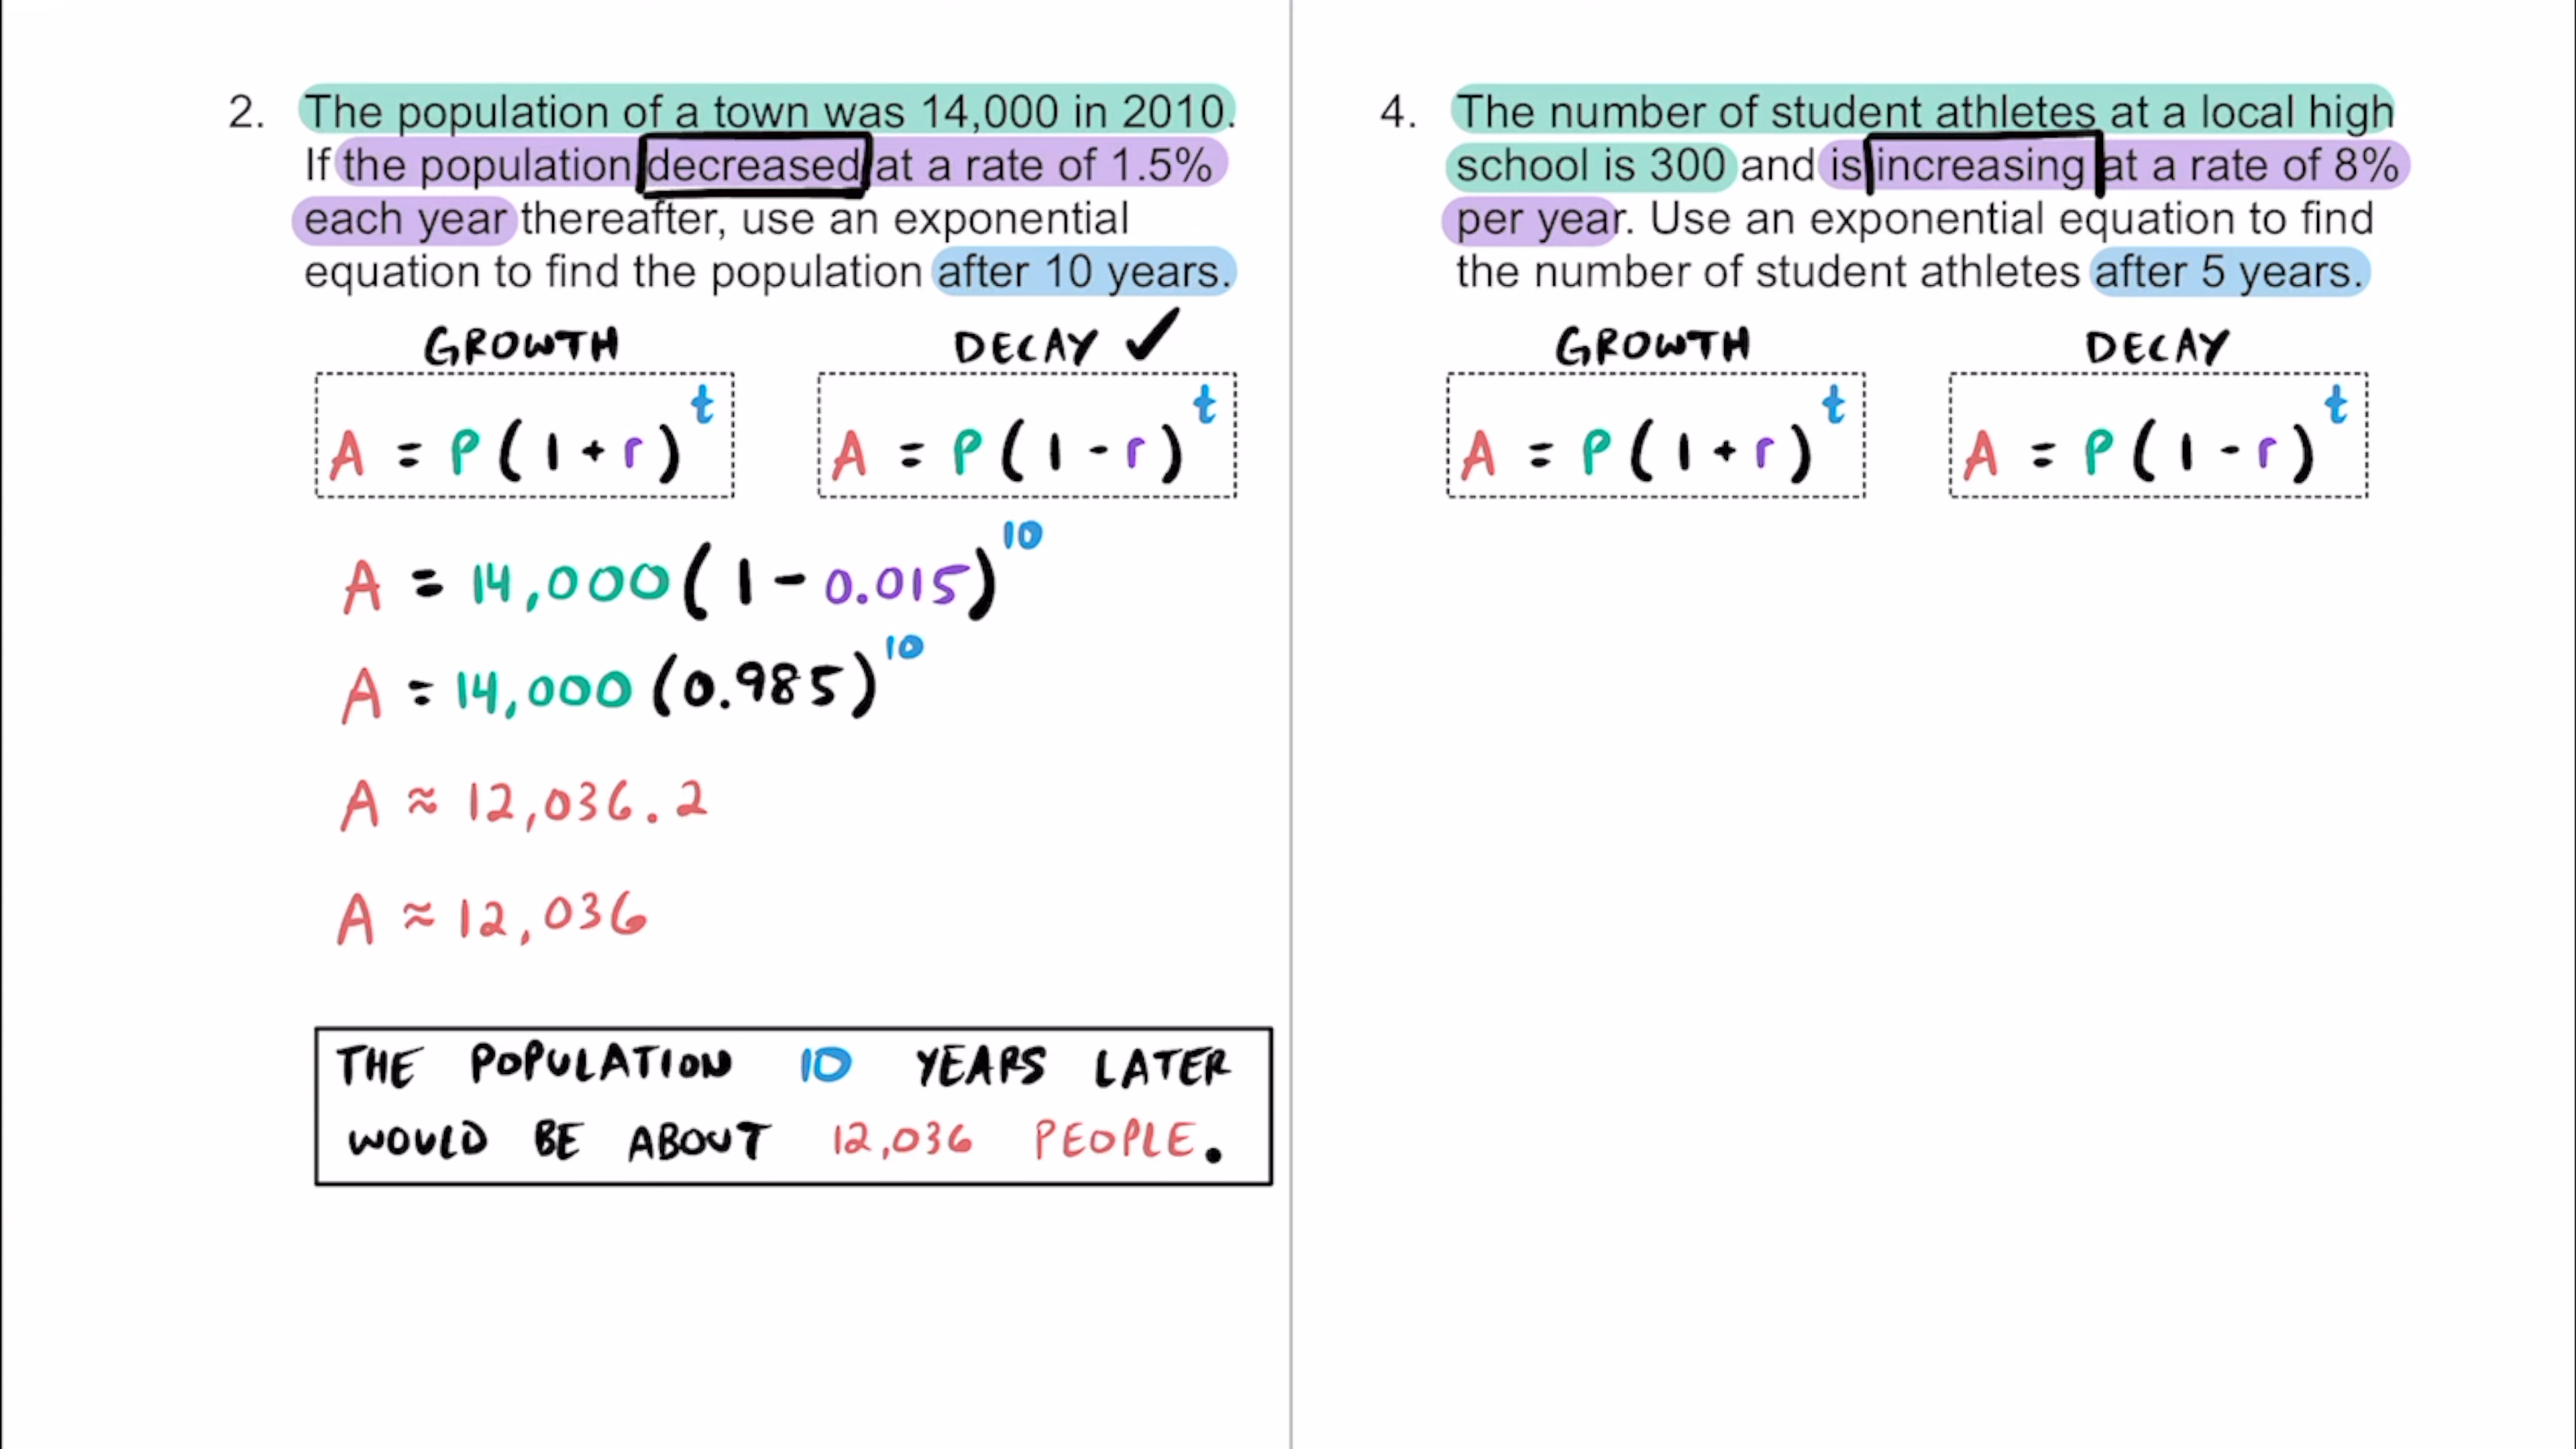 2. The population of a town was 14,000 in 2010.
If the population decreased at a rate of 1.5%
each year thereafter, use an exponential
equation to find the population after 10 years.
GROWTH DECAY ✓
A = P(1 + r)^t A = P(1 - r)^t
A = 14,000(1 - 0.015)^10
A = 14,000(0.985)^10
A ≈ 12,036.2
A ≈ 12,036
THE POPULATION 10 YEARS LATER
WOULD BE ABOUT 12,036 PEOPLE.
4. The number of student athletes at a local high
school is 300 and is increasing at a rate of 8%
per year. Use an exponential equation to find
the number of student athletes after 5 years.
GROWTH DECAY
A = P(1 + r)^t A = P(1 - r)^t